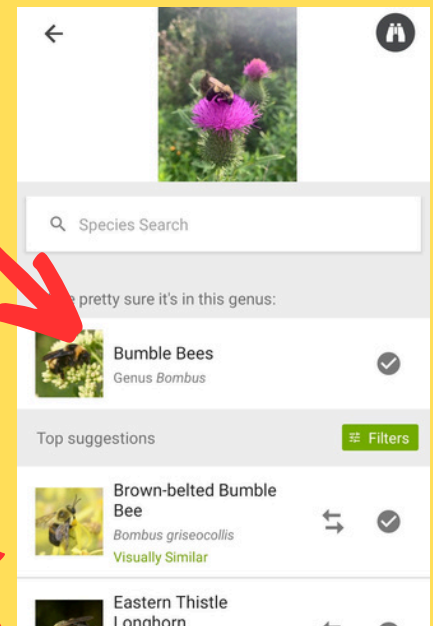 Species Search
pretty sure it's in this genus:
Bumble Bees
Genus Bombus
Top suggestions
Filters
Brown-belted Bumble
Bee
Bombus griseocollis
Visually Similar
Eastern Thistle
Longhorn